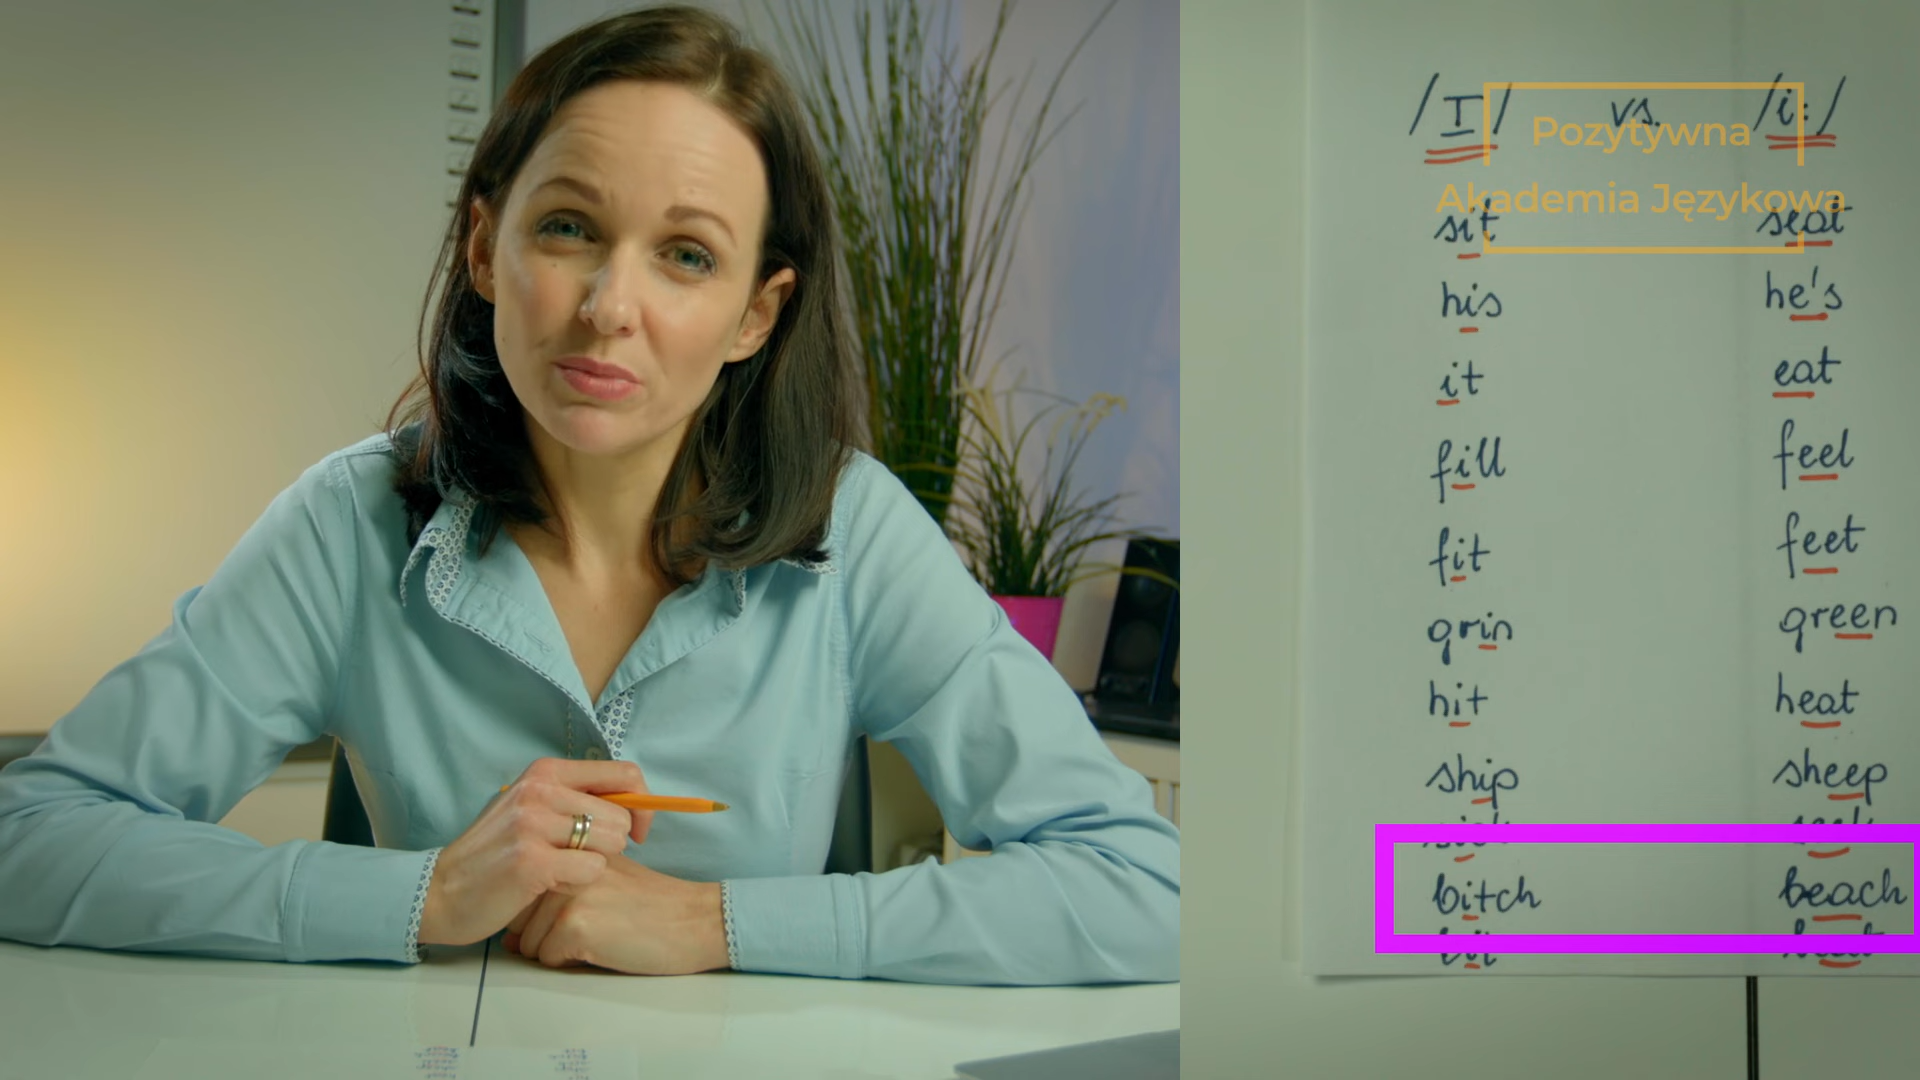 /I/ vs. /i:/
Pozytywna
Akademia Językowa
sit seat
his he's
it eat
fill feel
fit feet
grin green
hit heat
ship sheep
bitch beach